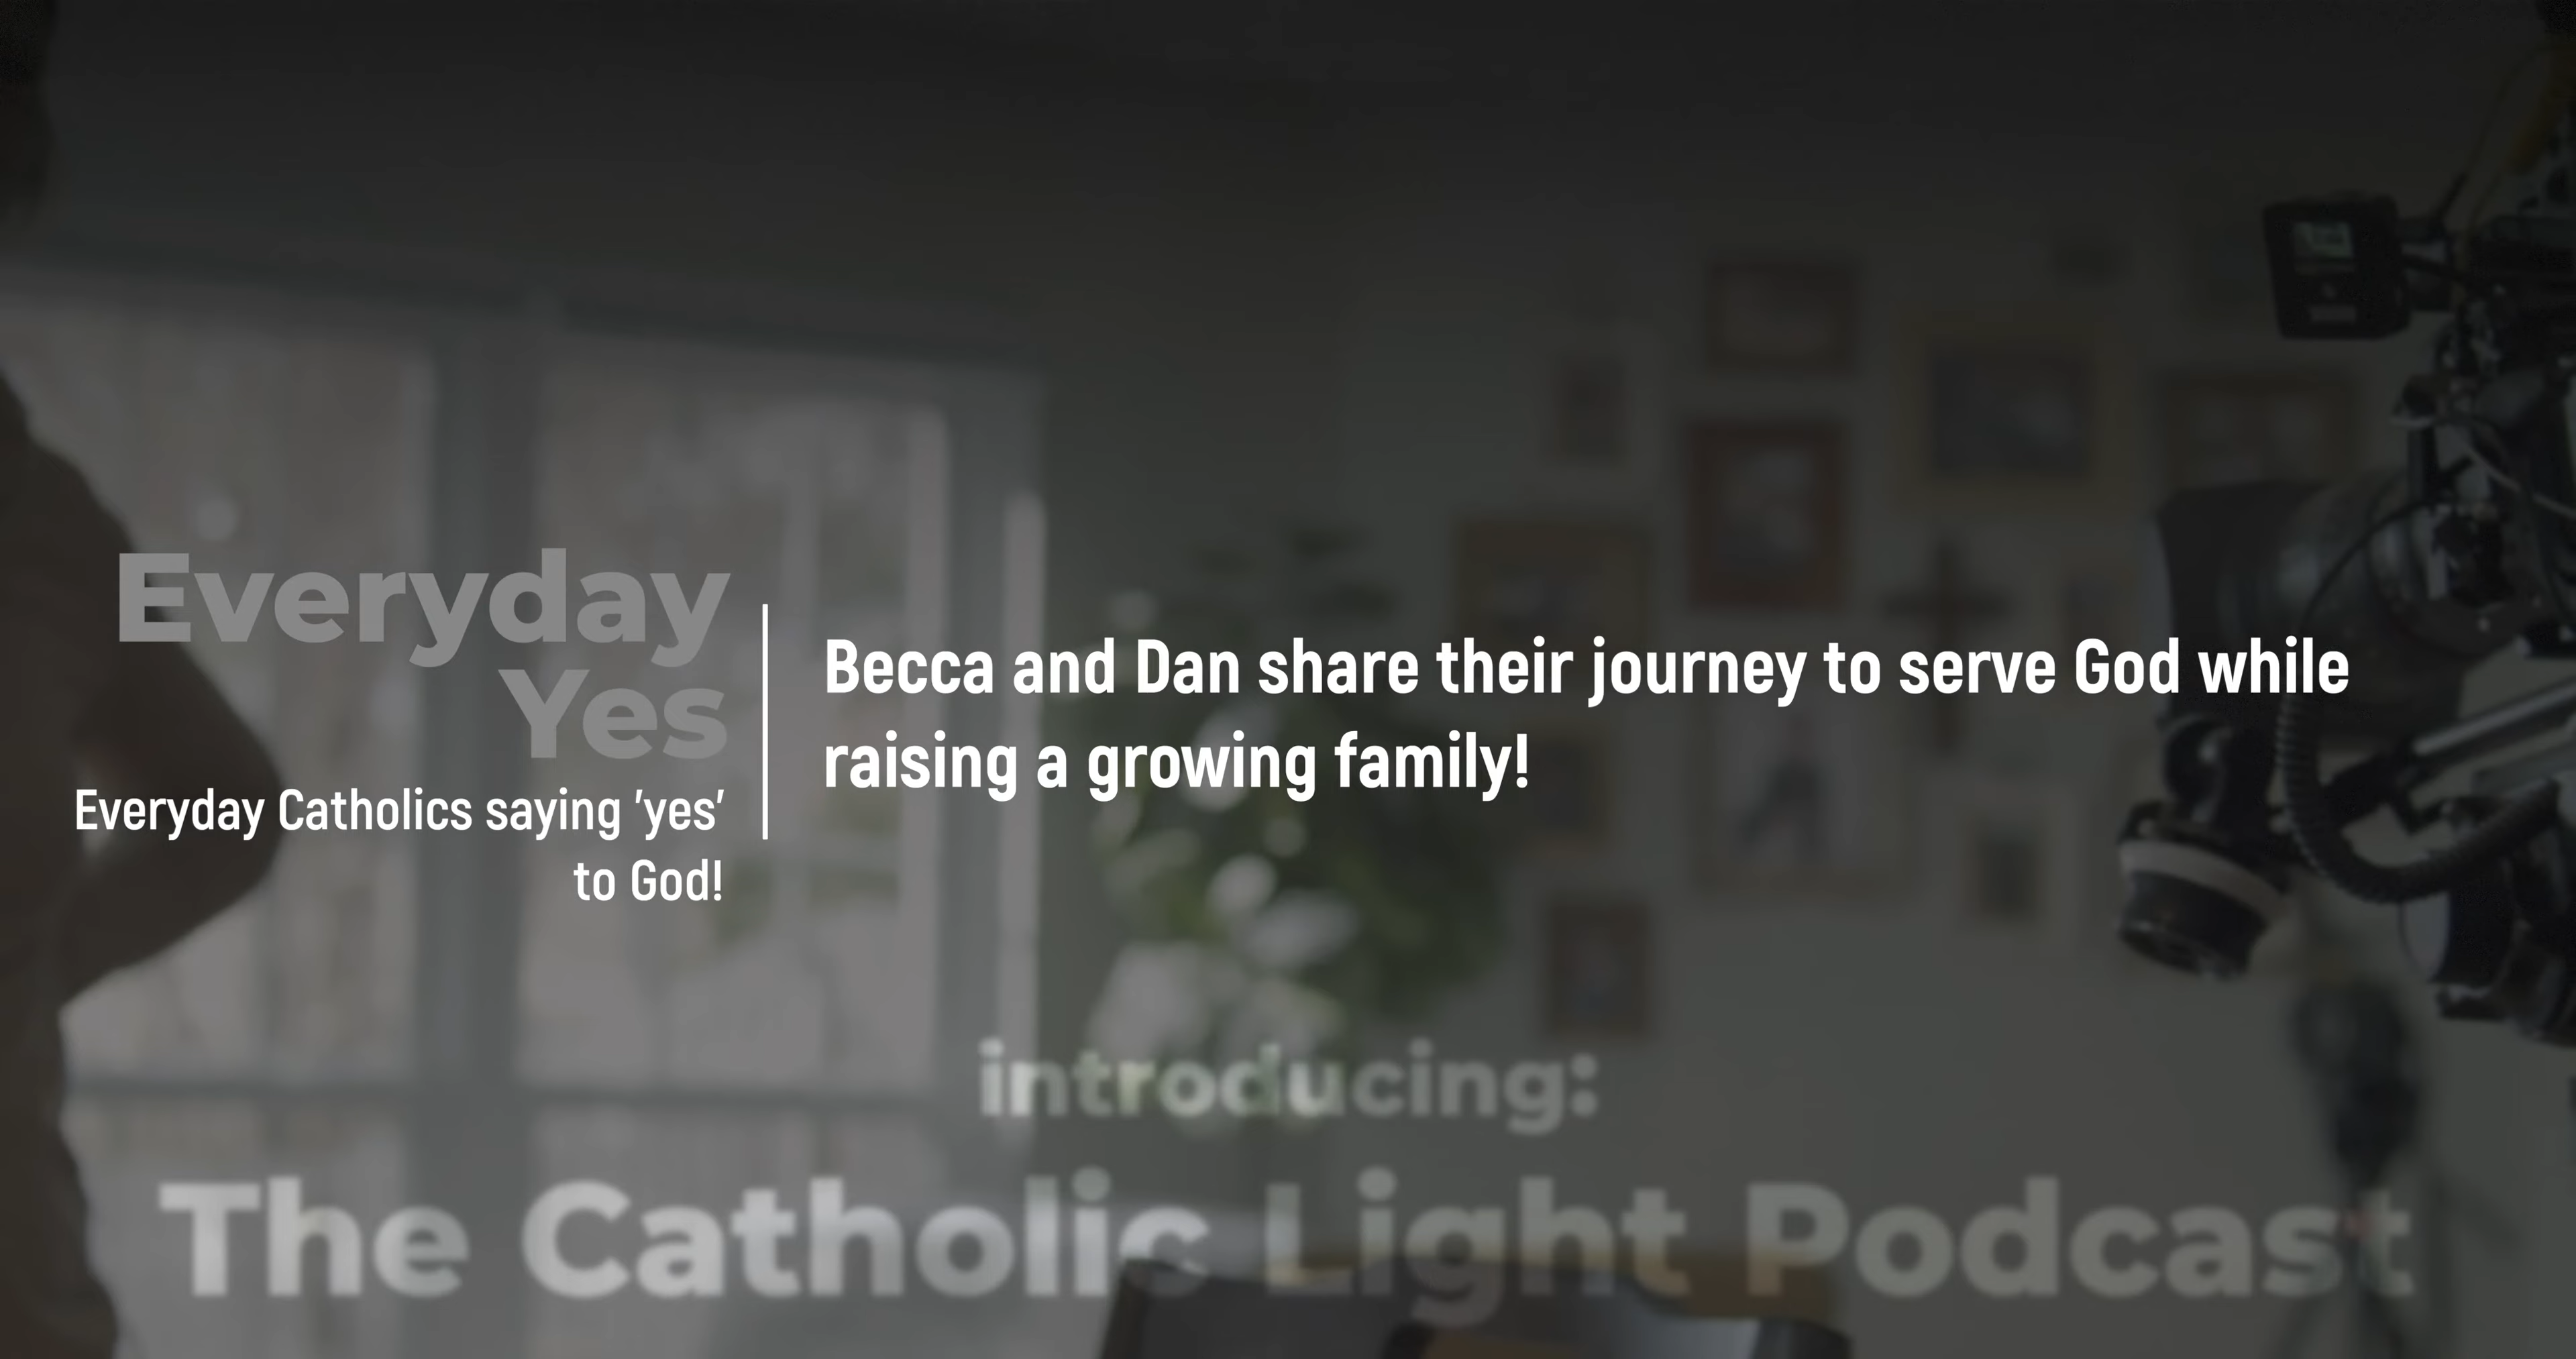 Everyday
Yes
Everyday Catholics saying 'yes'
to God!
Becca and Dan share their journey to serve God while
raising a growing family!
introducing:
The Catholic Light Podcast